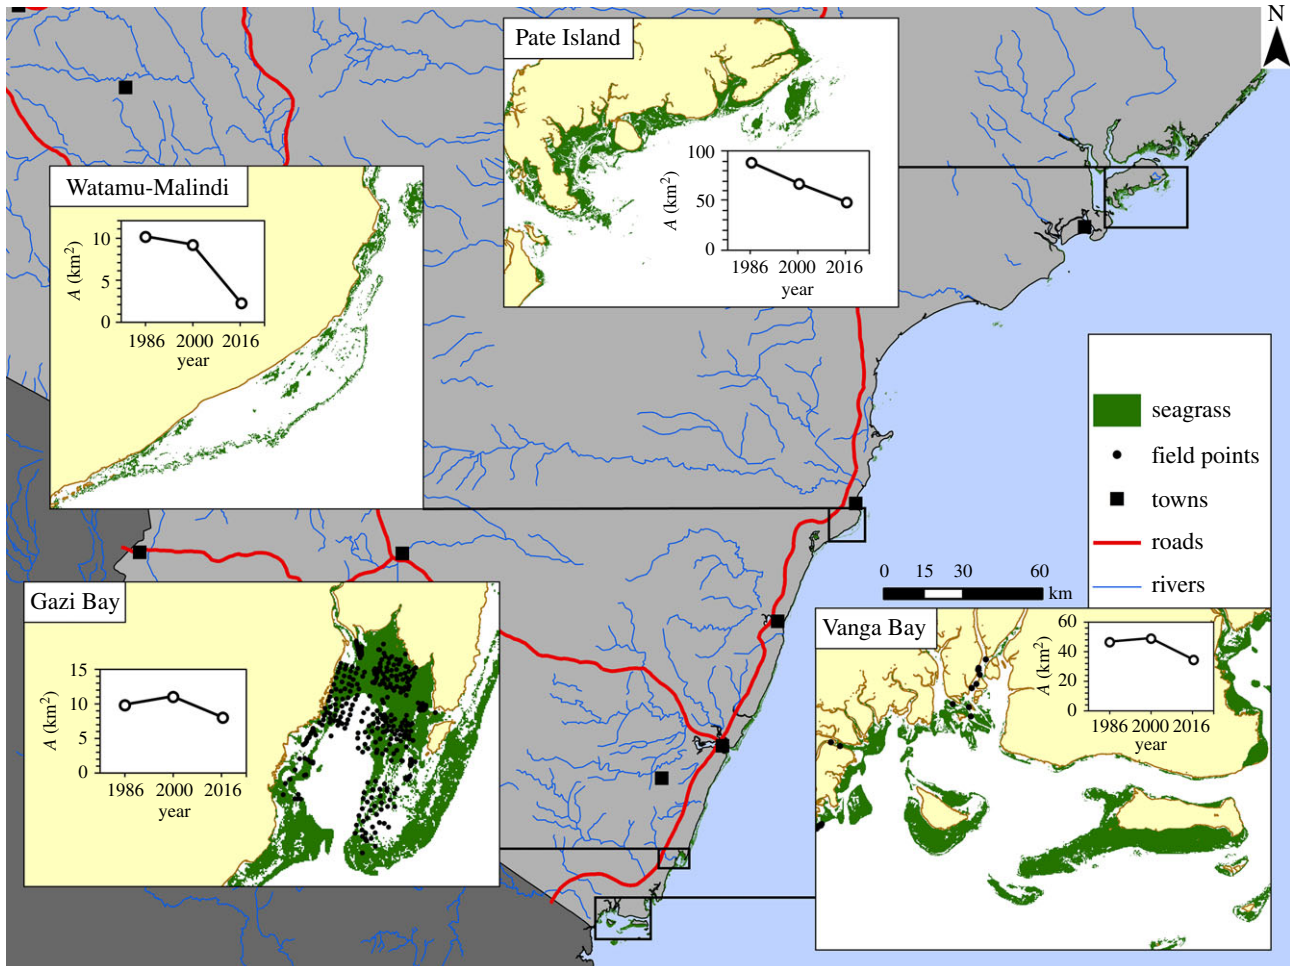 N
Pate Island
100
50
0
A (km²)
1986 2000 2016
year
Watamu-Malindi
10
5
0
A (km²)
1986 2000 2016
year
seagrass
field points
towns
roads
rivers
0 15 30 60
km
Gazi Bay
15
10
5
0
A (km²)
1986 2000 2016
year
Vanga Bay
60
40
20
0
A (km²)
1986 2000 2016
year